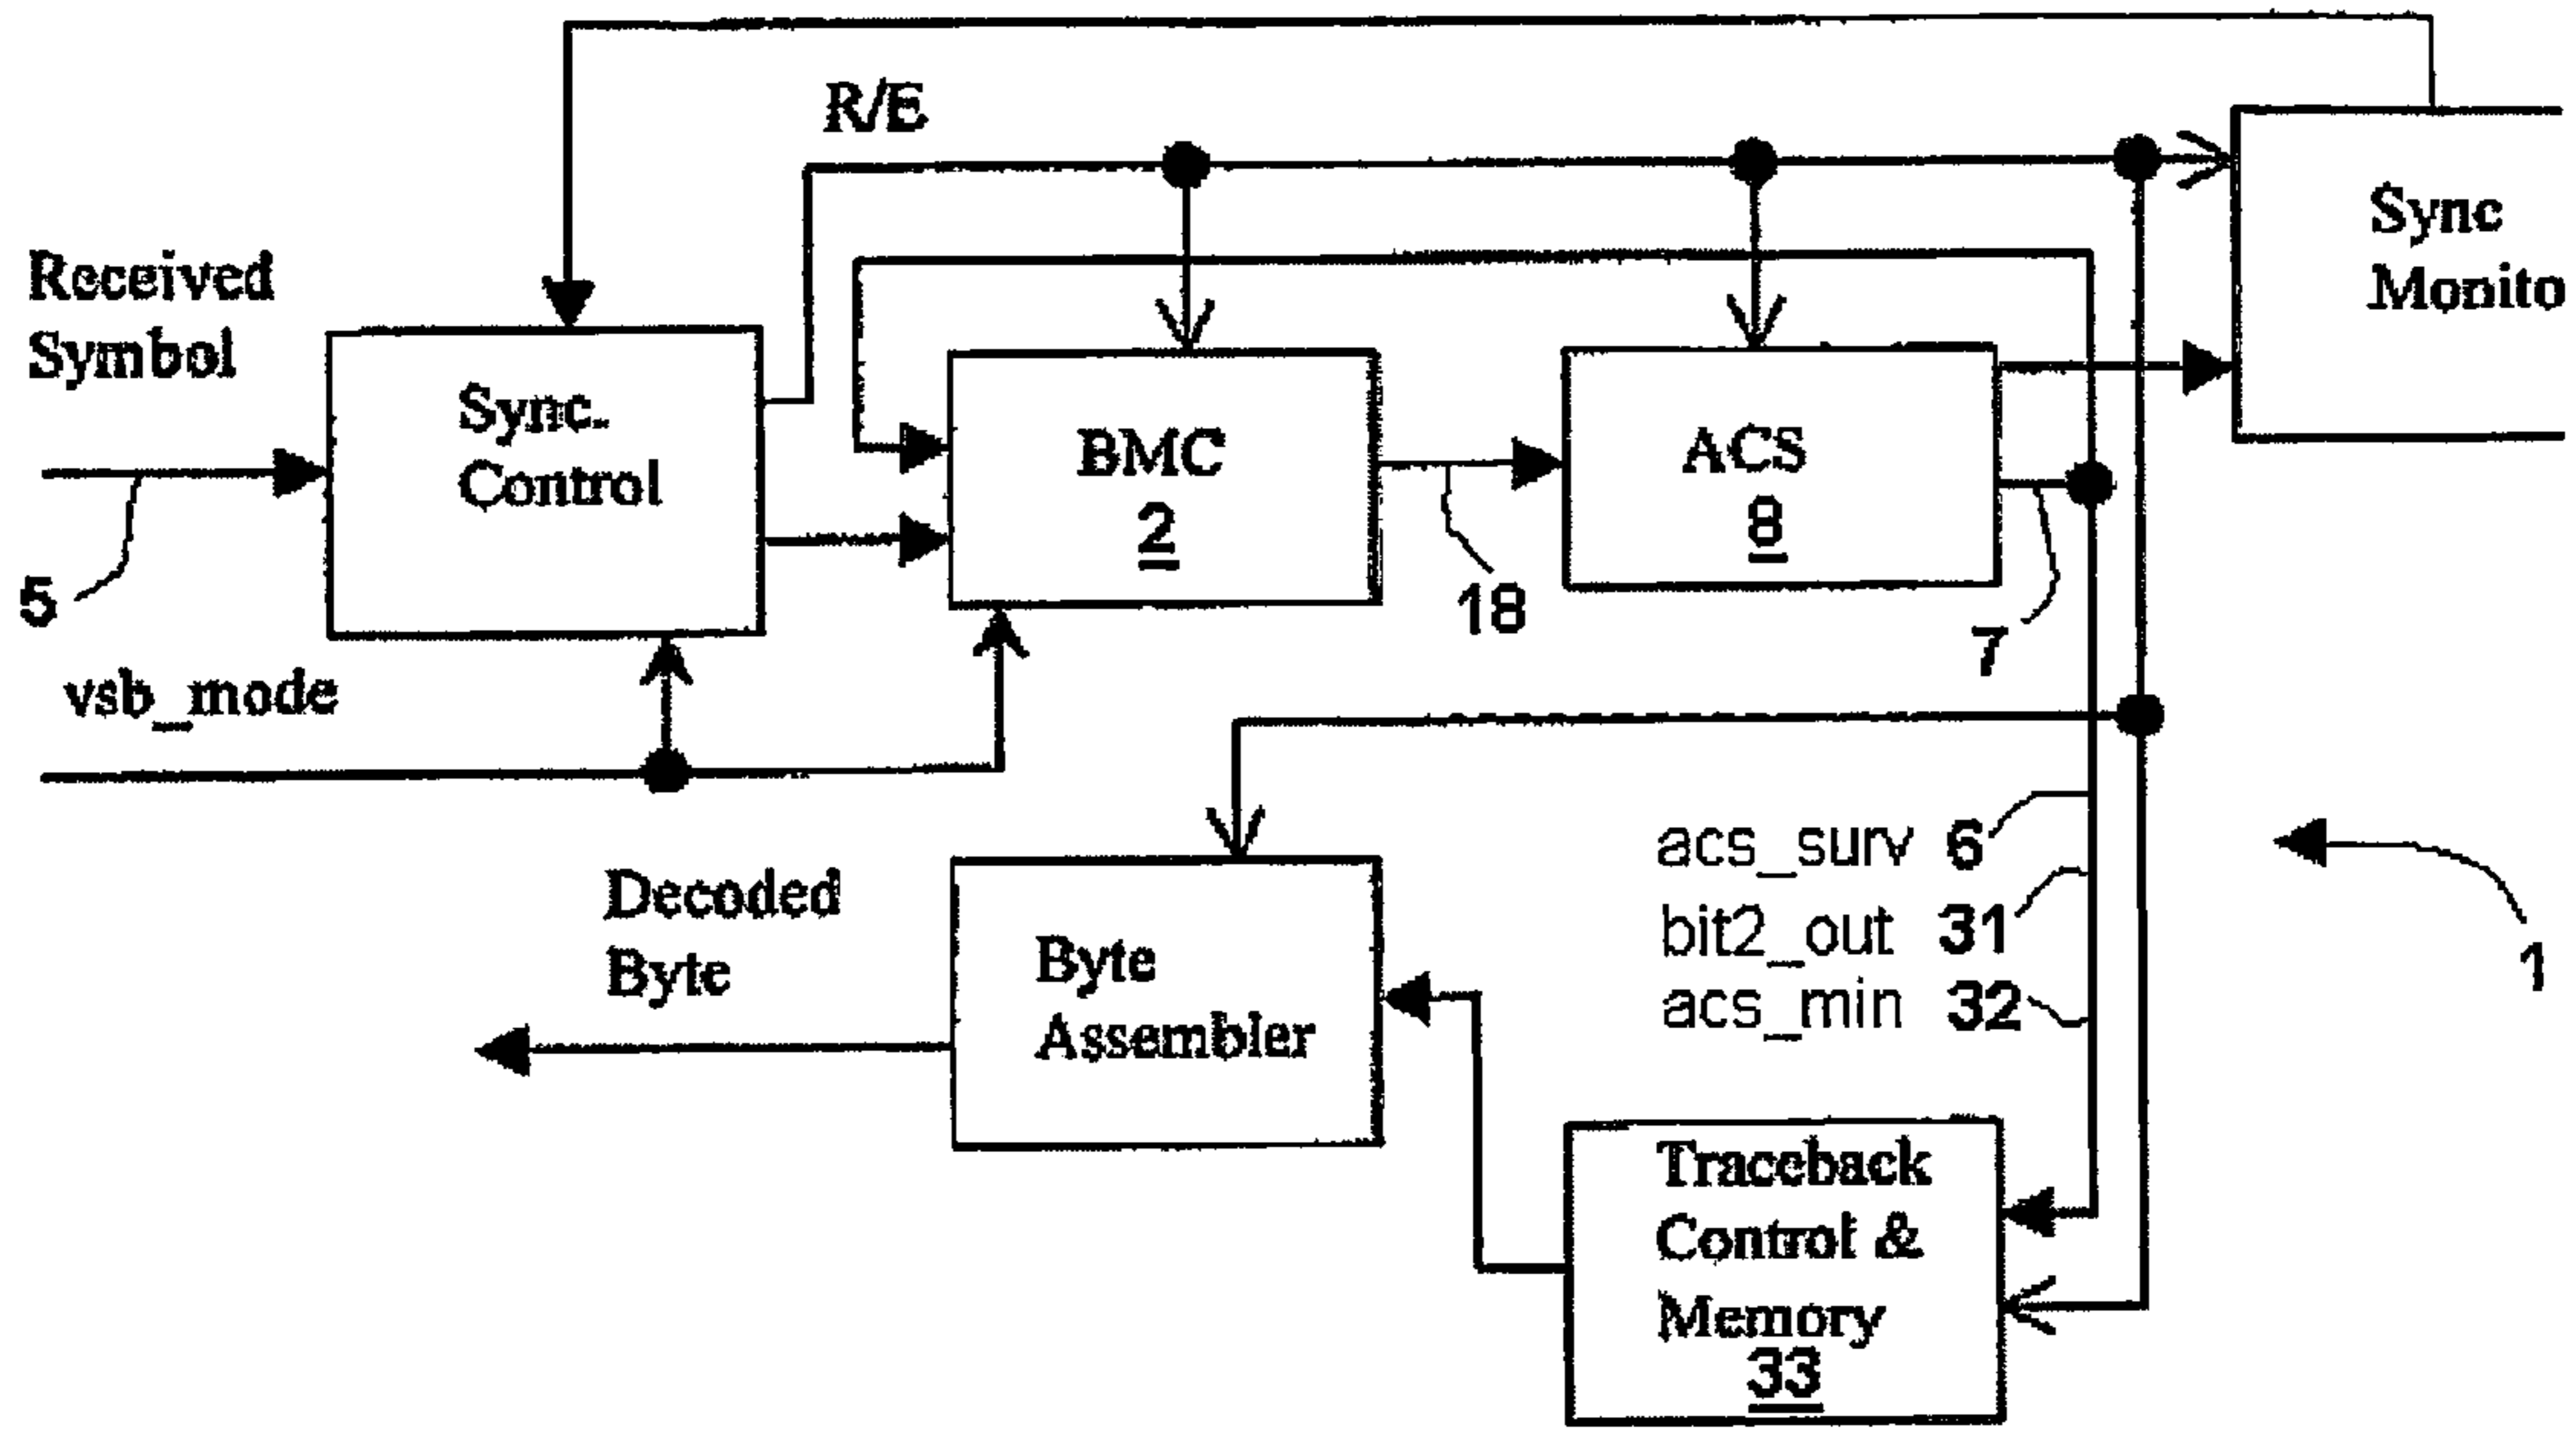 R/E
Received
Symbol
Sync
Monito
Sync.
Control
BMC
2
ACS
8
5
18
7
vsb_mode
acs_surv 6
bit2_out 31
acs_min 32
1
Decoded
Byte
Byte
Assembler
Traceback
Control &
Memory
33